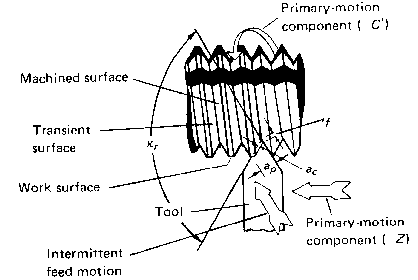 Primary-motion
component ( C′)
Machined surface
Transient
surface
κr
f
Work surface
ap
ac
Tool
Primary-motion
component ( Z)
Intermittent
feed motion